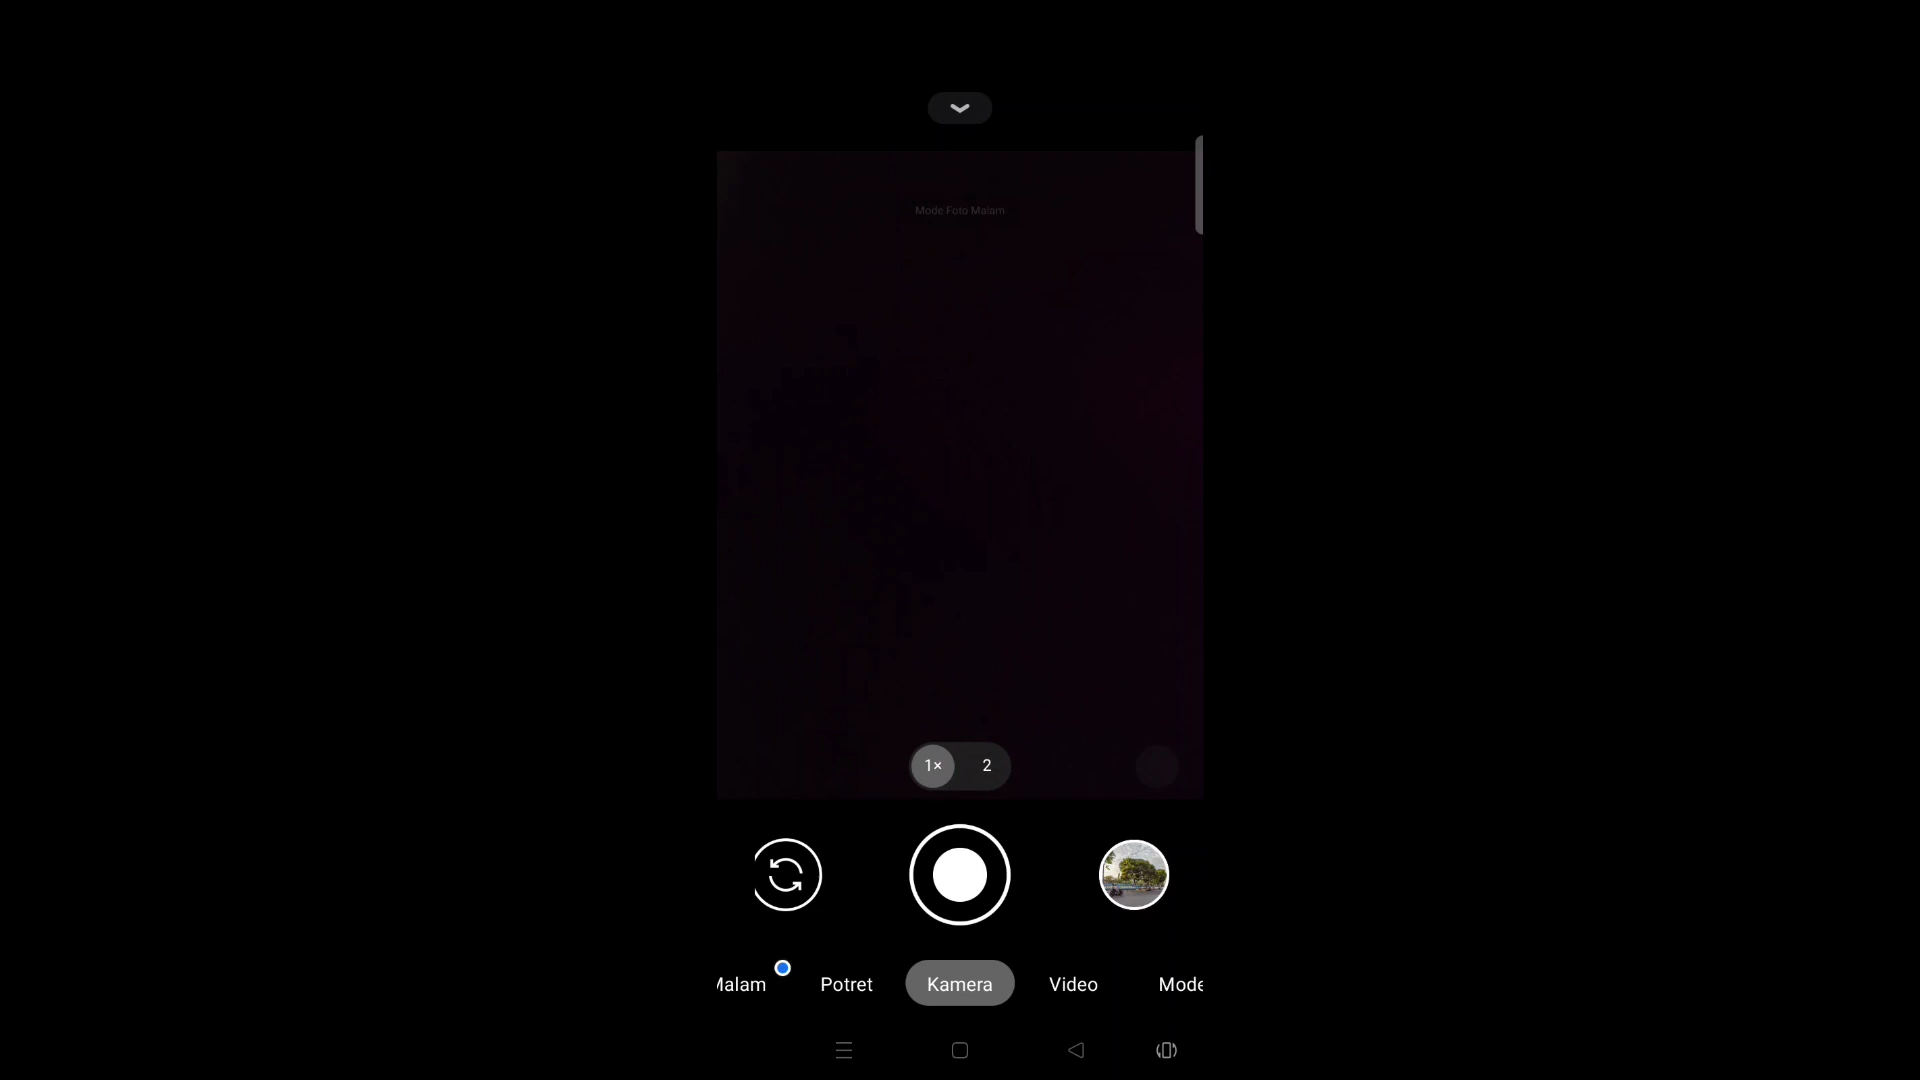 Mode Foto Malam
1×
2
Malam
Potret
Kamera
Video
Mode